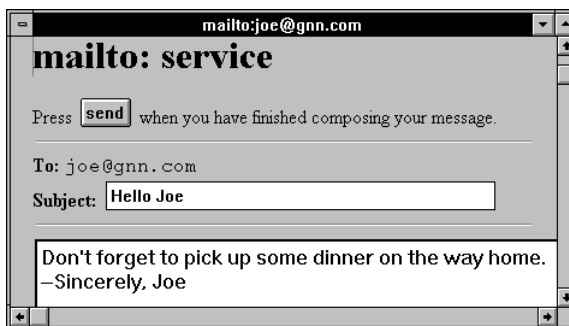 mailto:joe@gnn.com
mailto: service
Press send when you have finished composing your message.
To: joe@gnn.com
Subject: Hello Joe
Don't forget to pick up some dinner on the way home.
–Sincerely, Joe